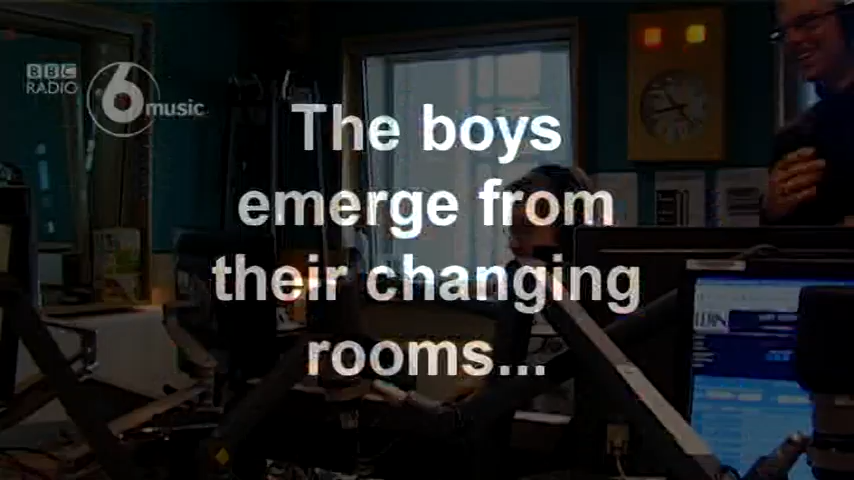 BBC
RADIO
6
music
The boys
emerge from
their changing
rooms...